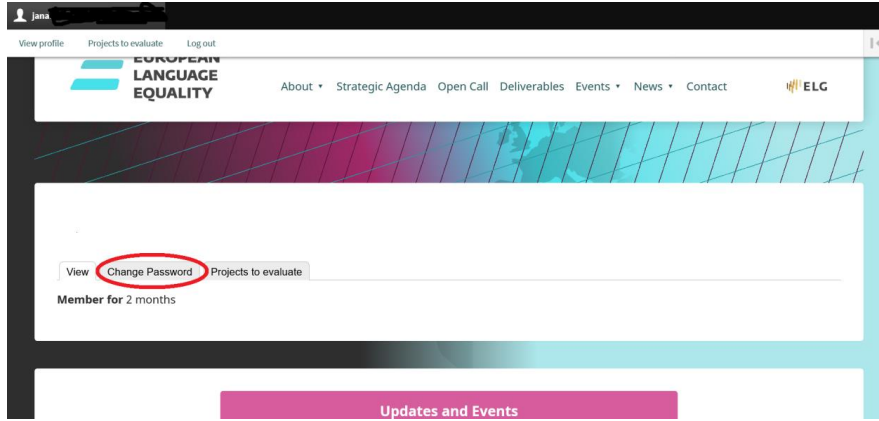 jana.
View profile Projects to evaluate Log out
EUROPEAN
LANGUAGE
EQUALITY
About Strategic Agenda Open Call Deliverables Events News Contact
ELG
View Change Password Projects to evaluate
Member for 2 months
Updates and Events